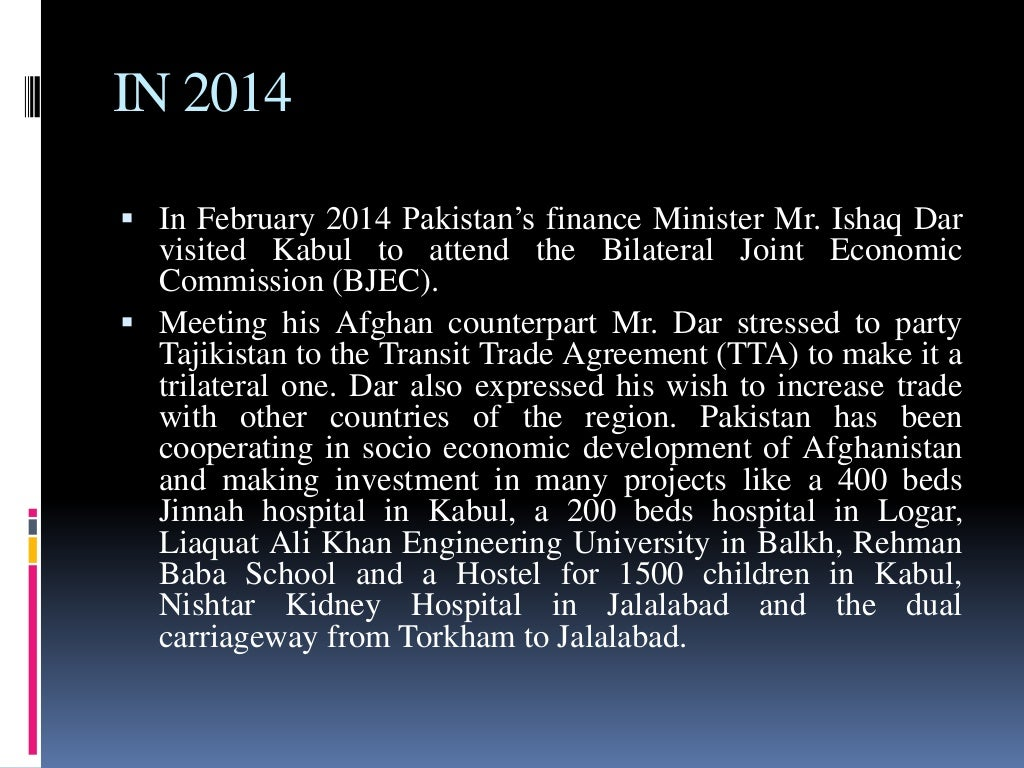 IN 2014
▪ In February 2014 Pakistan’s finance Minister Mr. Ishaq Dar
visited Kabul to attend the Bilateral Joint Economic
Commission (BJEC).
▪ Meeting his Afghan counterpart Mr. Dar stressed to party
Tajikistan to the Transit Trade Agreement (TTA) to make it a
trilateral one. Dar also expressed his wish to increase trade
with other countries of the region. Pakistan has been
cooperating in socio economic development of Afghanistan
and making investment in many projects like a 400 beds
Jinnah hospital in Kabul, a 200 beds hospital in Logar,
Liaquat Ali Khan Engineering University in Balkh, Rehman
Baba School and a Hostel for 1500 children in Kabul,
Nishtar Kidney Hospital in Jalalabad and the dual
carriageway from Torkham to Jalalabad.